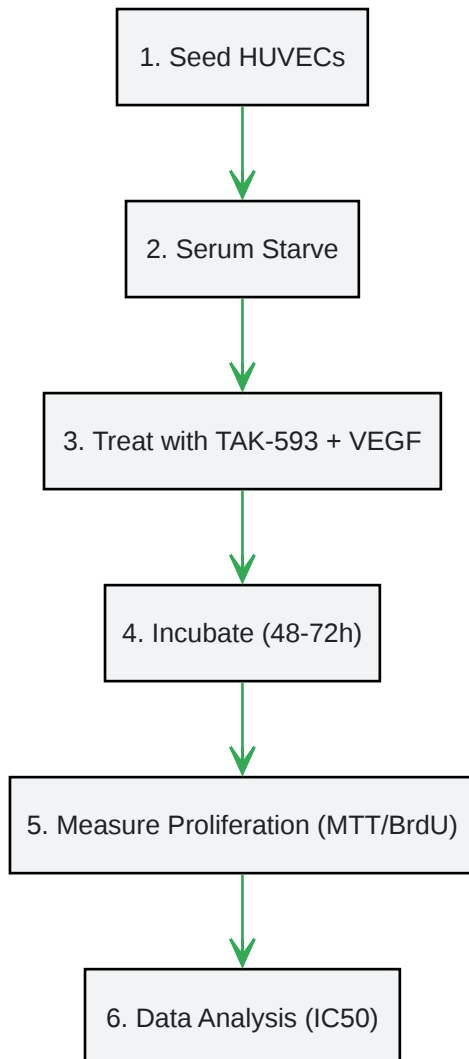 1. Seed HUVECs
2. Serum Starve
3. Treat with TAK-593 + VEGF
4. Incubate (48-72h)
5. Measure Proliferation (MTT/BrdU)
6. Data Analysis (IC50)